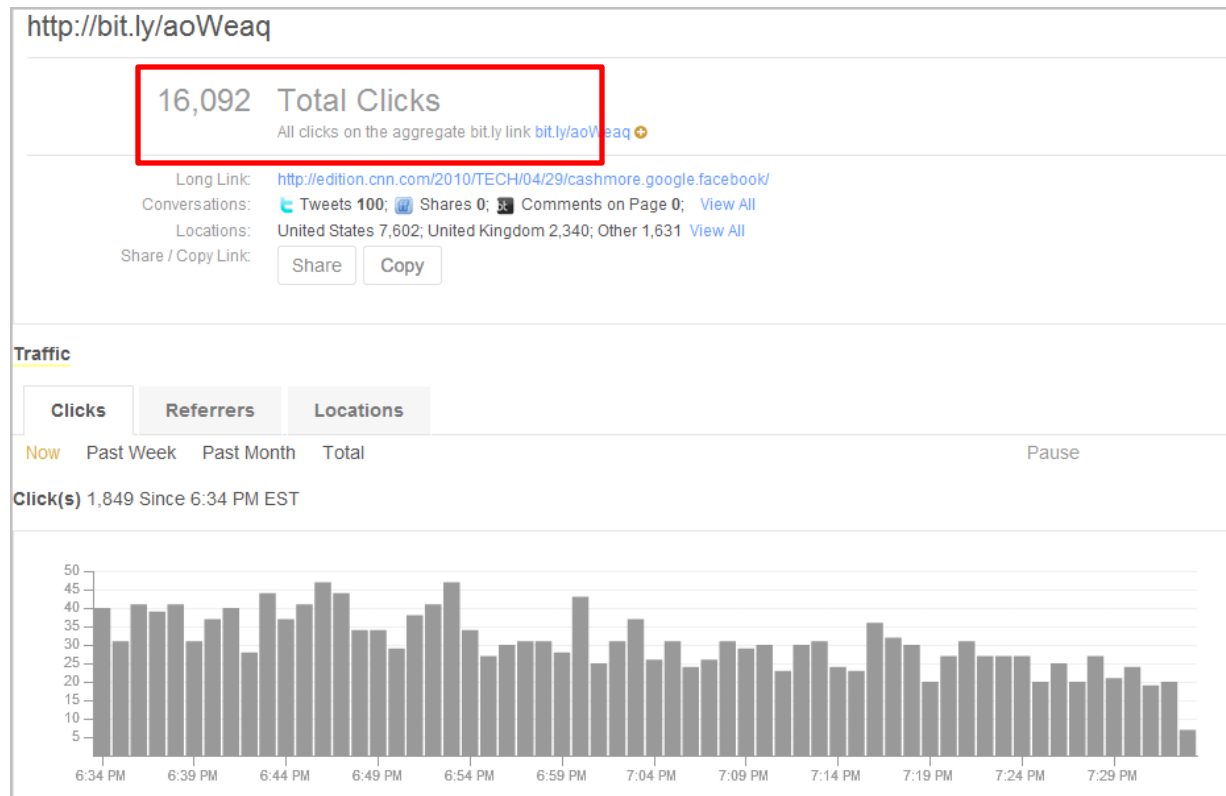 http://bit.ly/aoWeaq
16,092 Total Clicks
All clicks on the aggregate bit.ly link bit.ly/aoWeaq
Long Link: http://edition.cnn.com/2010/TECH/04/29/cashmore.google.facebook/
Conversations: Tweets 100; Shares 0; Comments on Page 0; View All
Locations: United States 7,602; United Kingdom 2,340; Other 1,631 View All
Share / Copy Link: Share Copy
Traffic
Clicks Referrers Locations
Now Past Week Past Month Total Pause
Click(s) 1,849 Since 6:34 PM EST
50
45
40
35
30
25
20
15
10
5
6:34 PM 6:39 PM 6:44 PM 6:49 PM 6:54 PM 6:59 PM 7:04 PM 7:09 PM 7:14 PM 7:19 PM 7:24 PM 7:29 PM